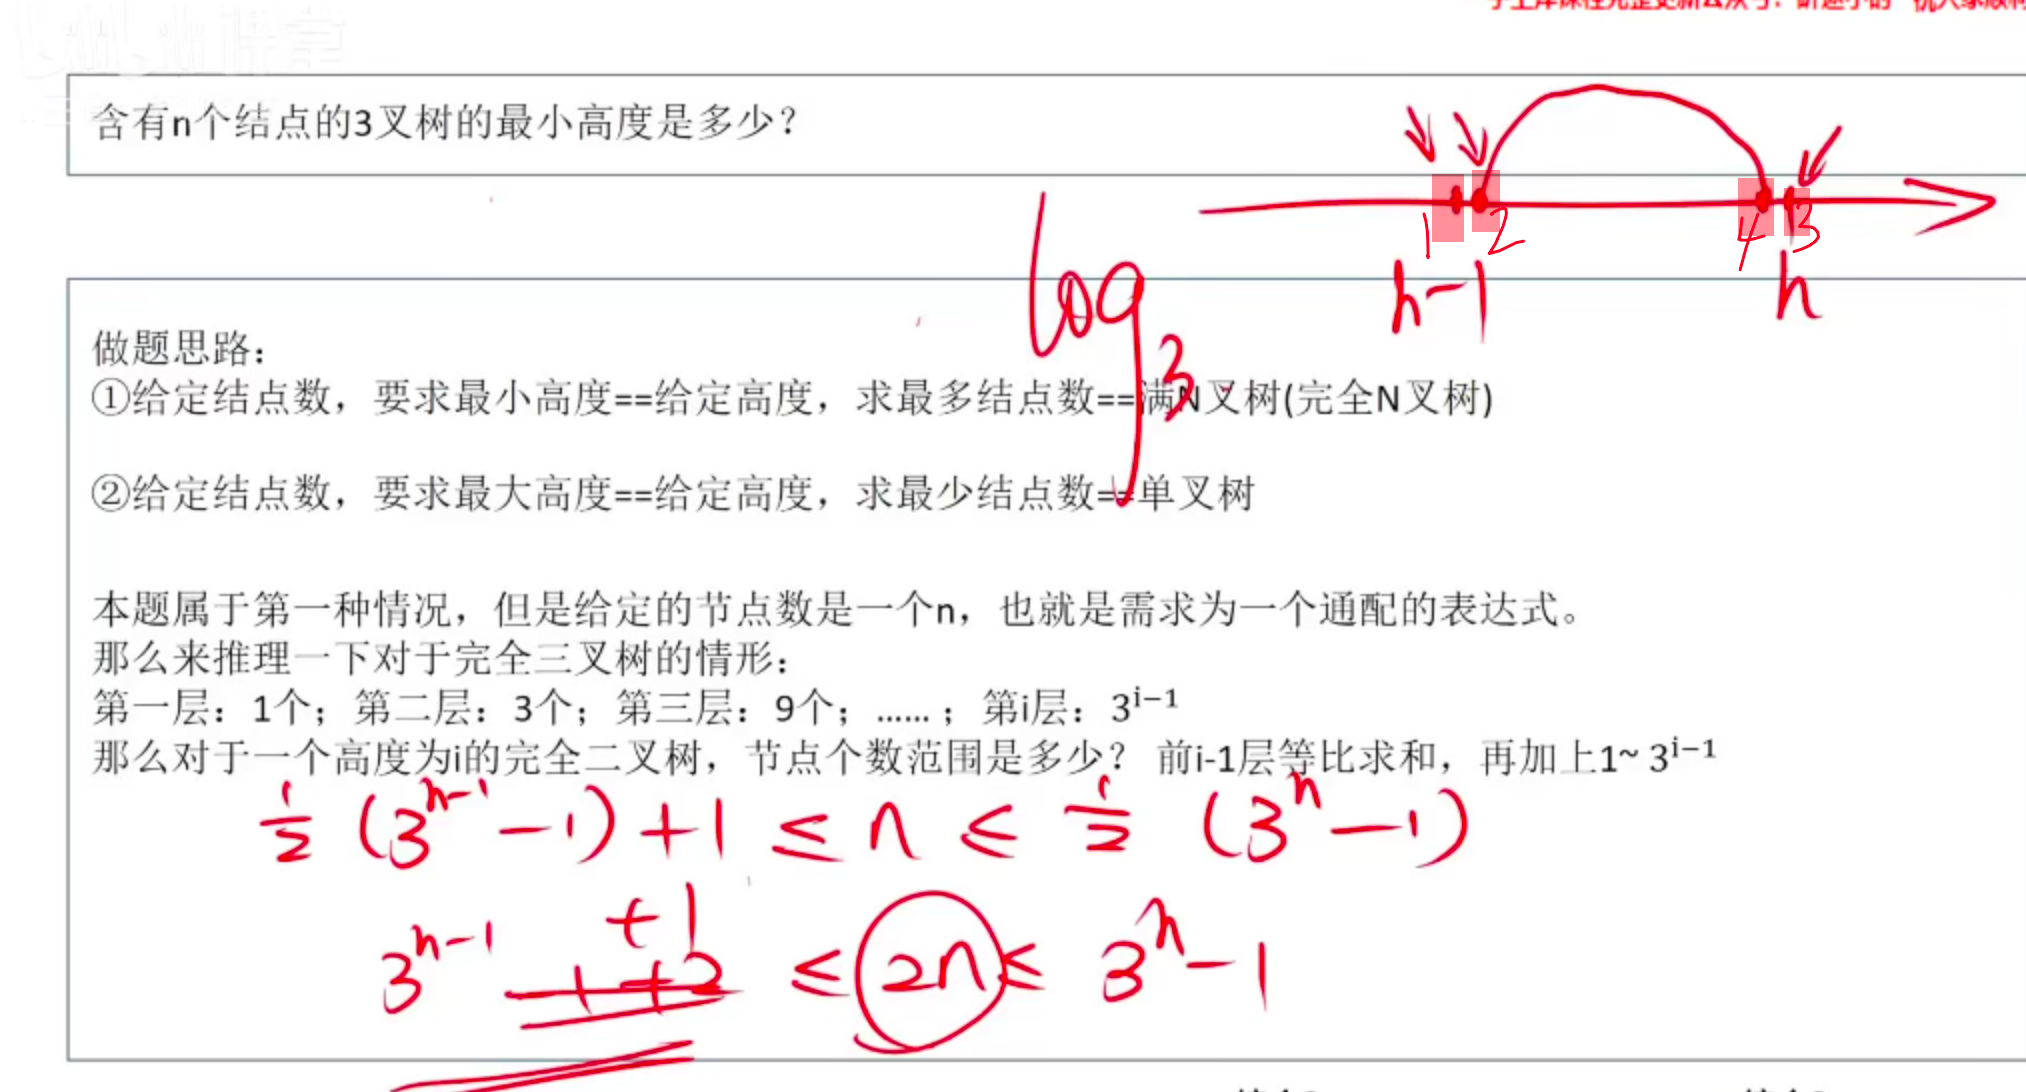 含有n个结点的3叉树的最小高度是多少？
1 2 4 3
h-1 h
log₃
做题思路：
①给定结点数，要求最小高度==给定高度，求最多结点数==满N叉树(完全N叉树)
②给定结点数，要求最大高度==给定高度，求最少结点数==单叉树
本题属于第一种情况，但是给定的节点数是一个n，也就是需求为一个通配的表达式。
那么来推理一下对于完全三叉树的情形：
第一层：1个；第二层：3个；第三层：9个；……；第i层：3^{i−1}
那么对于一个高度为i的完全二叉树，节点个数范围是多少？ 前i-1层等比求和，再加上1~ 3^{i−1}
1/2 (3^{h-1} -1) +1 ≤ n ≤ 1/2 (3^h -1)
+1
3^{h-1} -1+2 ≤ 2n ≤ 3^h -1